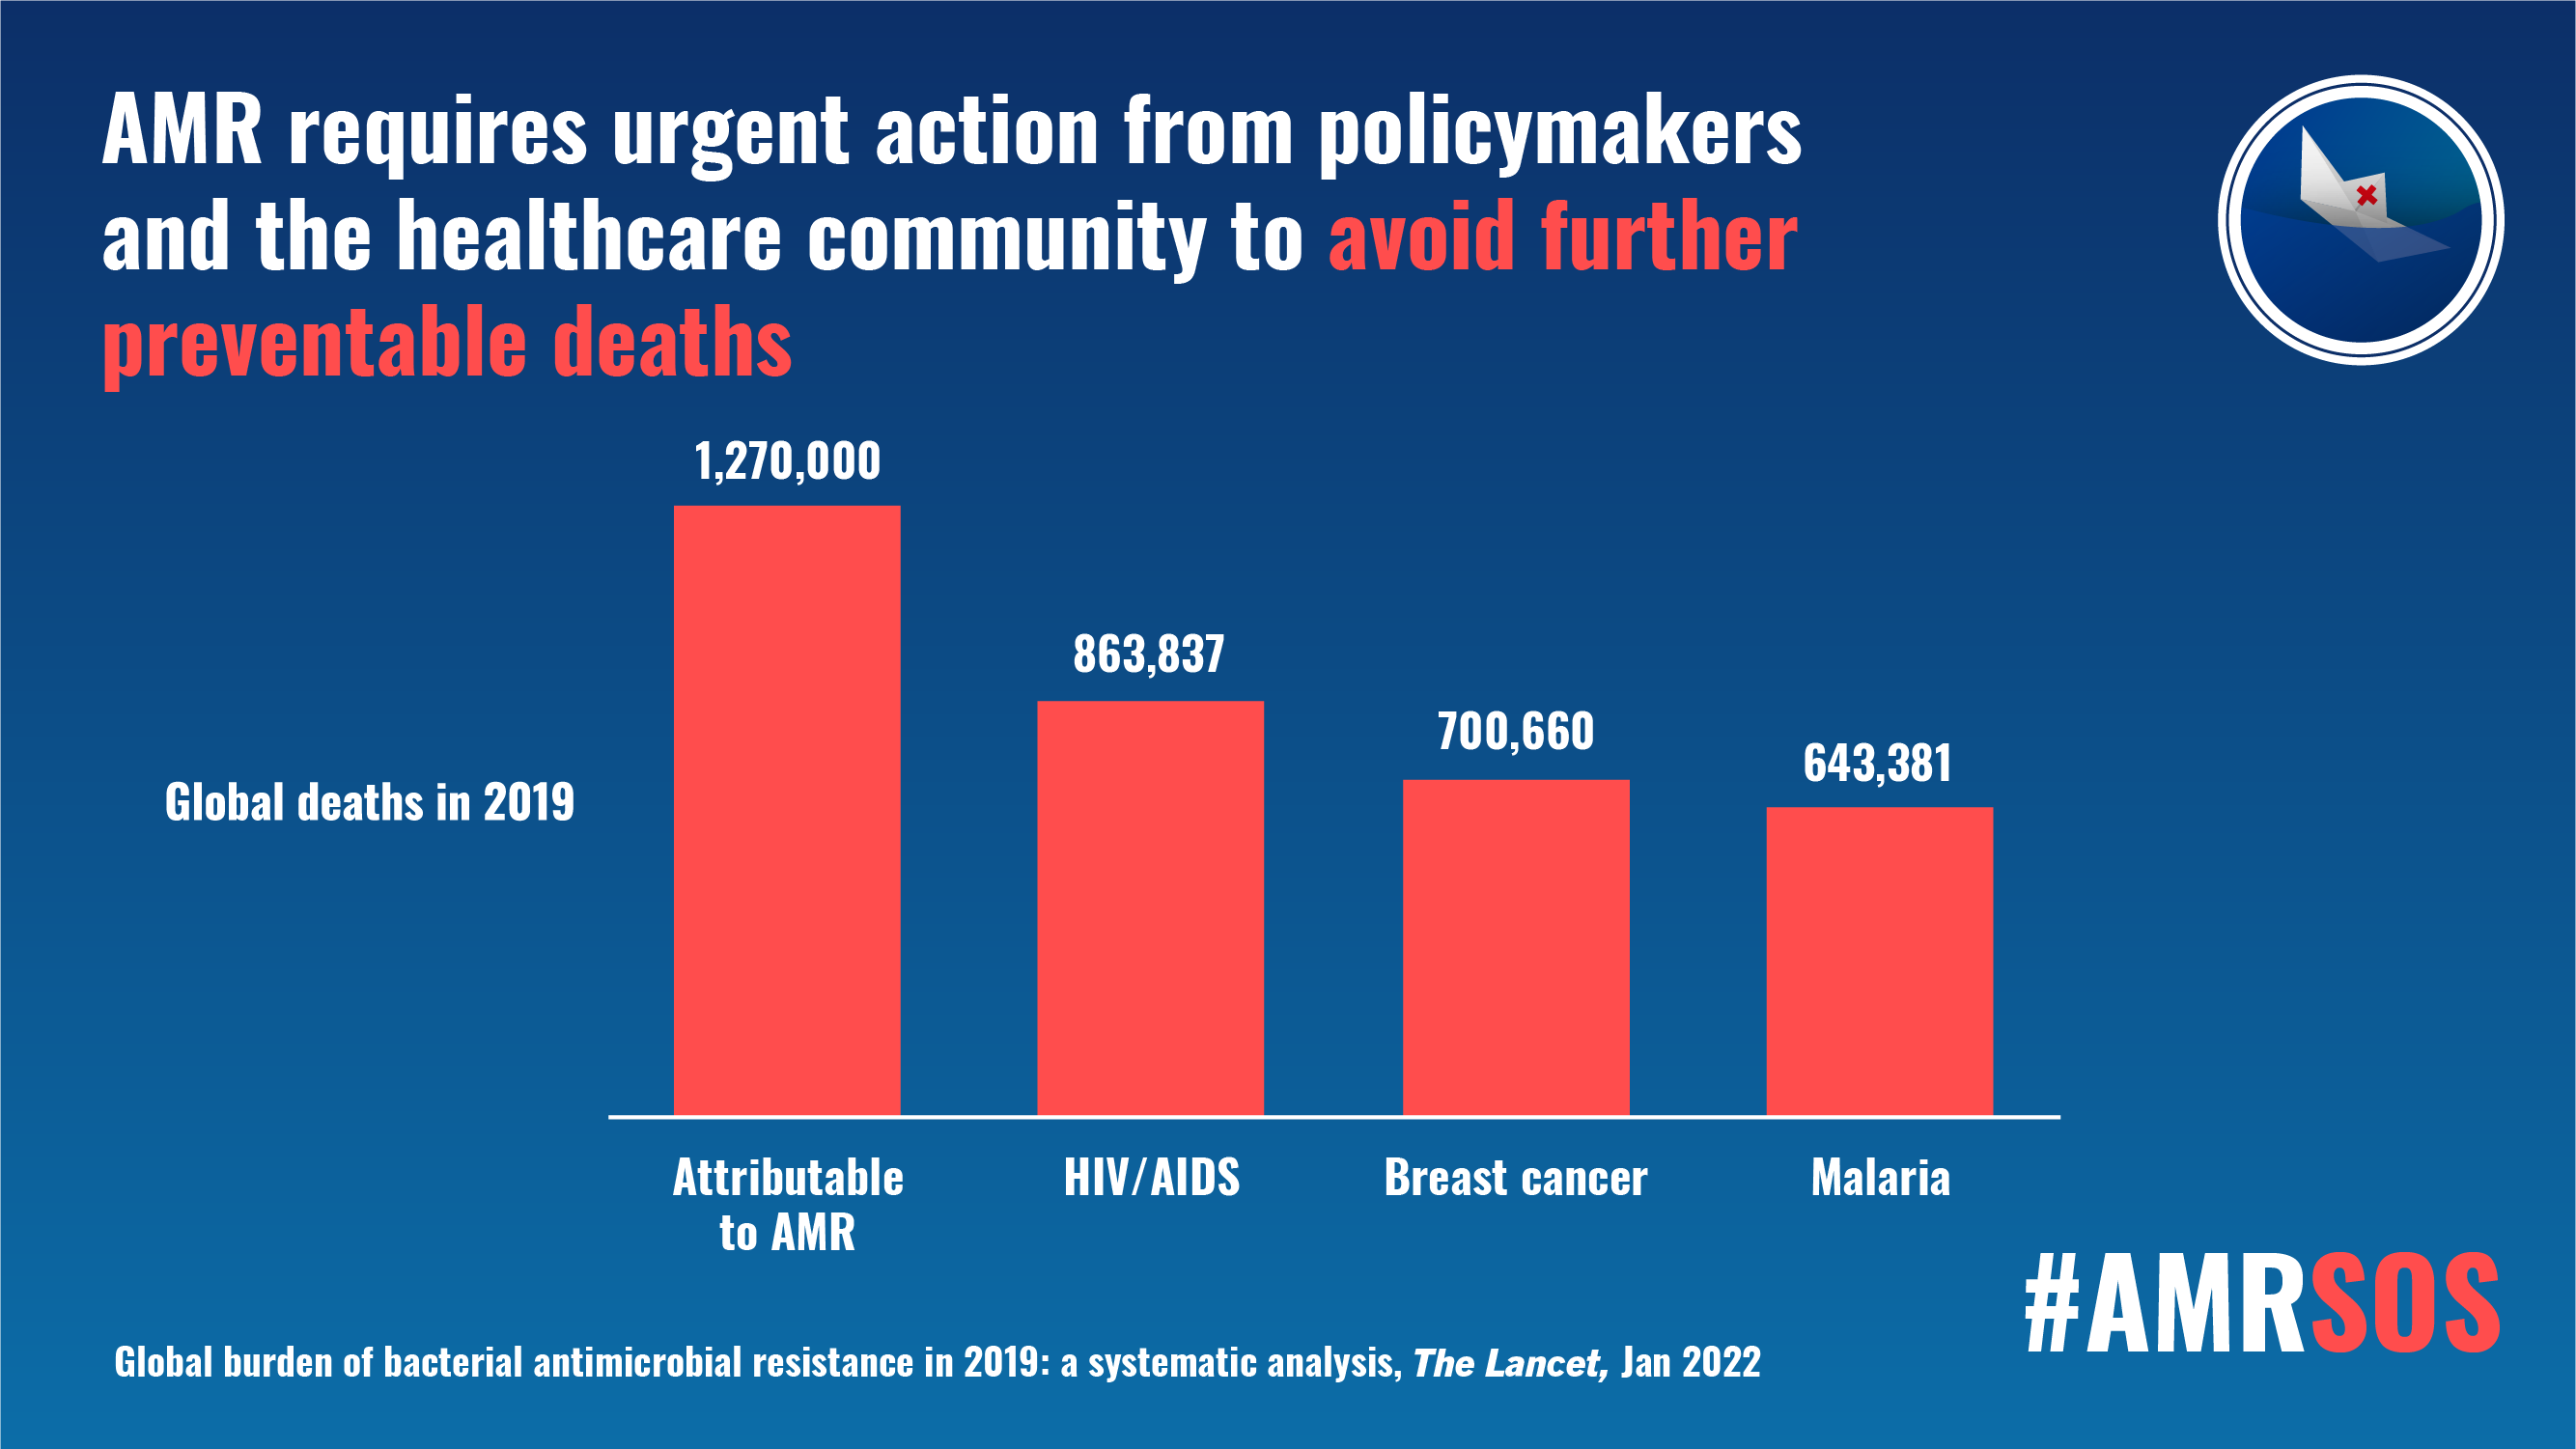 AMR requires urgent action from policymakers
and the healthcare community to avoid further
preventable deaths
1,270,000
863,837
700,660
643,381
Global deaths in 2019
Attributable
to AMR
HIV/AIDS
Breast cancer
Malaria
#AMRSOS
Global burden of bacterial antimicrobial resistance in 2019: a systematic analysis, The Lancet, Jan 2022